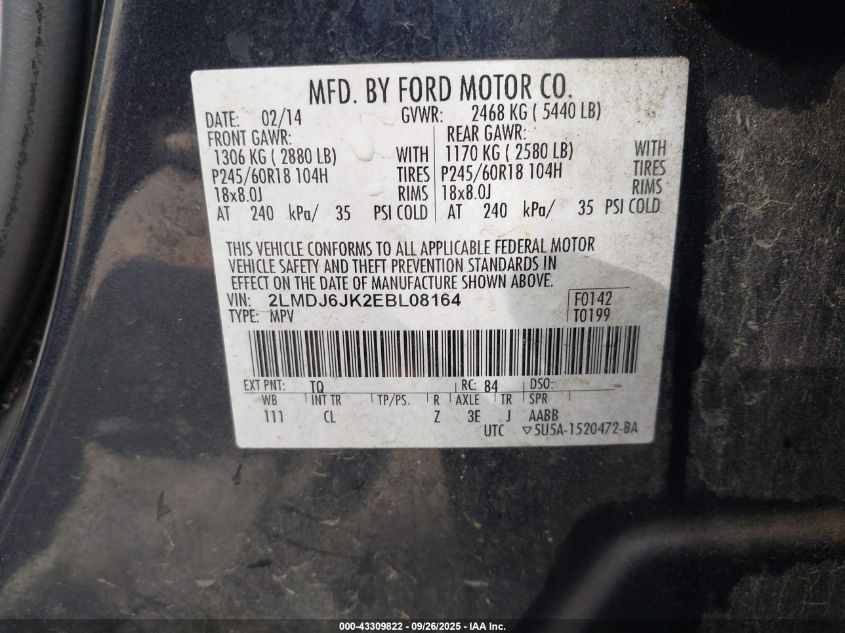 MFD. BY FORD MOTOR CO.
DATE: 02/14 GVWR: 2468 KG ( 5440 LB)
FRONT GAWR: REAR GAWR:
1306 KG ( 2880 LB) WITH 1170 KG ( 2580 LB) WITH
P245/60R18 104H TIRES P245/60R18 104H TIRES
18x8.0J RIMS 18x8.0J RIMS
AT 240 kPa/ 35 PSI COLD AT 240 kPa/ 35 PSI COLD
THIS VEHICLE CONFORMS TO ALL APPLICABLE FEDERAL MOTOR
VEHICLE SAFETY AND THEFT PREVENTION STANDARDS IN
EFFECT ON THE DATE OF MANUFACTURE SHOWN ABOVE.
VIN: 2LMDJ6JK2EBL08164 F0142
TYPE: MPV T0199
EXT PNT: TQ RC: 84 DSO:
WB INT TR TP/PS. R AXLE TR SPR
111 CL Z 3E J AABB
UTC ▽5U5A-1520472-BA
000-43309822 - 09/26/2025 - IAA Inc.